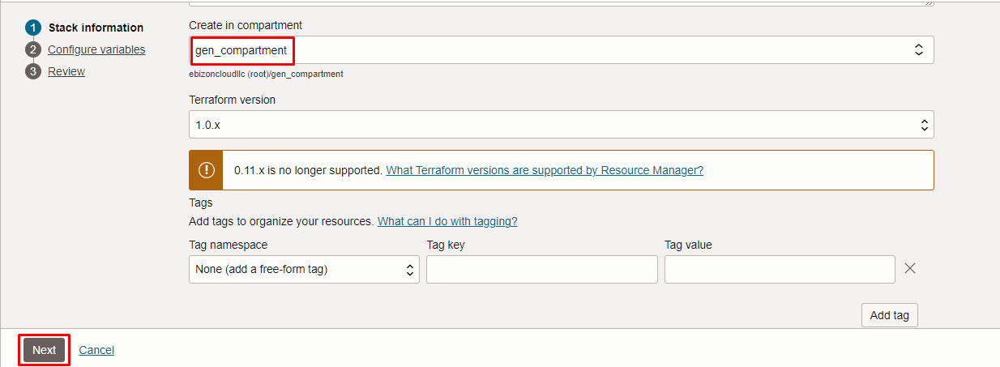 1 Stack information
2 Configure variables
3 Review
Create in compartment
gen_compartment
ebizoncloudllc (root)/gen_compartment
Terraform version
1.0.x
0.11.x is no longer supported. What Terraform versions are supported by Resource Manager?
Tags
Add tags to organize your resources. What can I do with tagging?
Tag namespace Tag key Tag value
None (add a free-form tag)
Add tag
Next Cancel